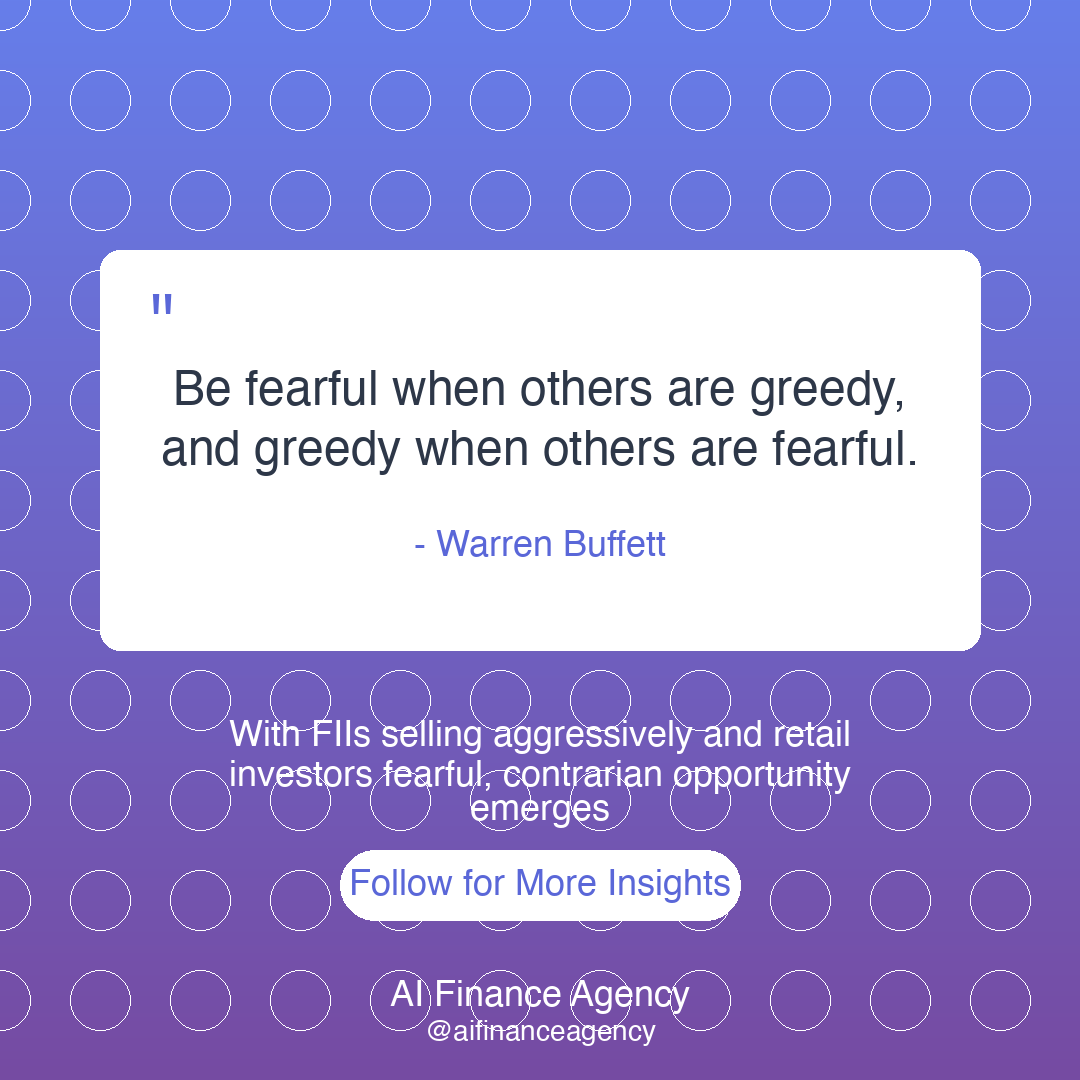 "
Be fearful when others are greedy,
and greedy when others are fearful.
- Warren Buffett
With FIIs selling aggressively and retail
investors fearful, contrarian opportunity
emerges
Follow for More Insights
AI Finance Agency
@aifinanceagency